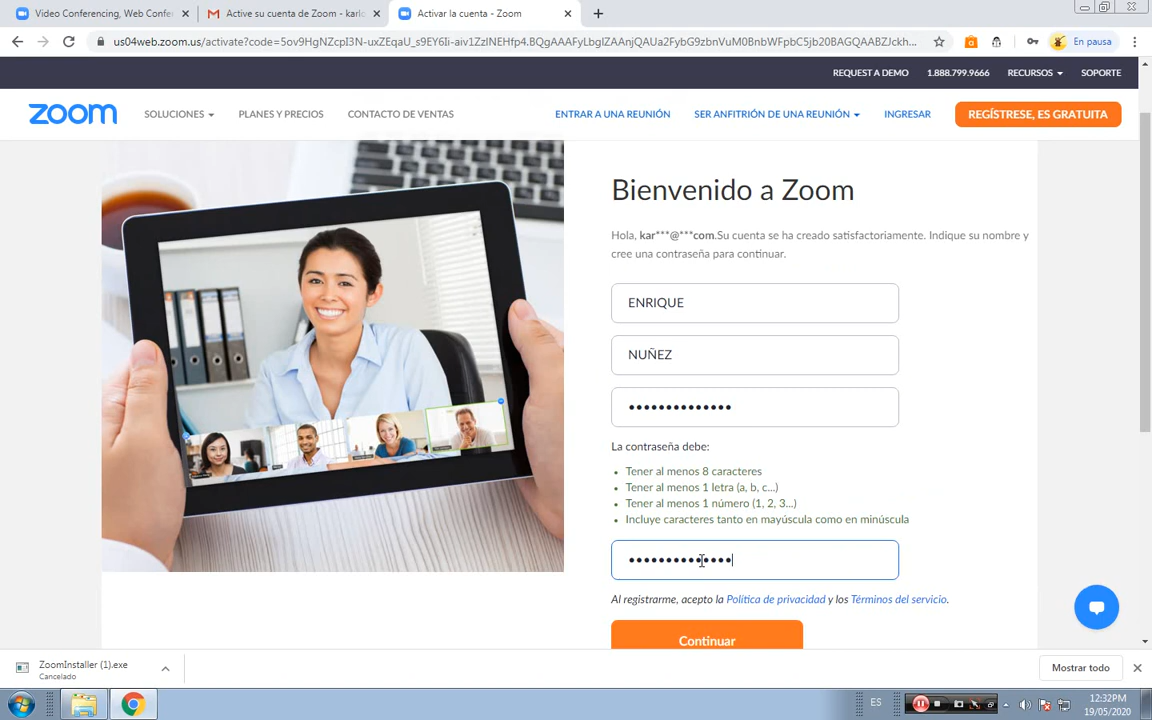 Video Conferencing, Web Confe
Active su cuenta de Zoom - karlo
Activar la cuenta - Zoom
us04web.zoom.us/activate?code=5ov9HgNZcpI3N-uxZEqaU_s9EY6Ii-aiv1ZzlNEHfp4.BQgAAAFyLbgIZAAnjQAUa2FybG9zbnVuM0BnbWFpbC5jb20BAGQAABZJckh...
En pausa
REQUEST A DEMO 1.888.799.9666 RECURSOS SOPORTE
zoom SOLUCIONES PLANES Y PRECIOS CONTACTO DE VENTAS ENTRAR A UNA REUNIÓN SER ANFITRIÓN DE UNA REUNIÓN INGRESAR REGÍSTRESE, ES GRATUITA
Bienvenido a Zoom
Hola, kar***@***com.Su cuenta se ha creado satisfactoriamente. Indique su nombre y
cree una contraseña para continuar.
ENRIQUE
NUÑEZ
••••••••••••••
La contraseña debe:
• Tener al menos 8 caracteres
• Tener al menos 1 letra (a, b, c...)
• Tener al menos 1 número (1, 2, 3...)
• Incluye caracteres tanto en mayúscula como en minúscula
••••••••••••••
Al registrarme, acepto la Política de privacidad y los Términos del servicio.
Continuar
ZoomInstaller (1).exe
Cancelado
Mostrar todo
ES
12:32PM
19/05/2020